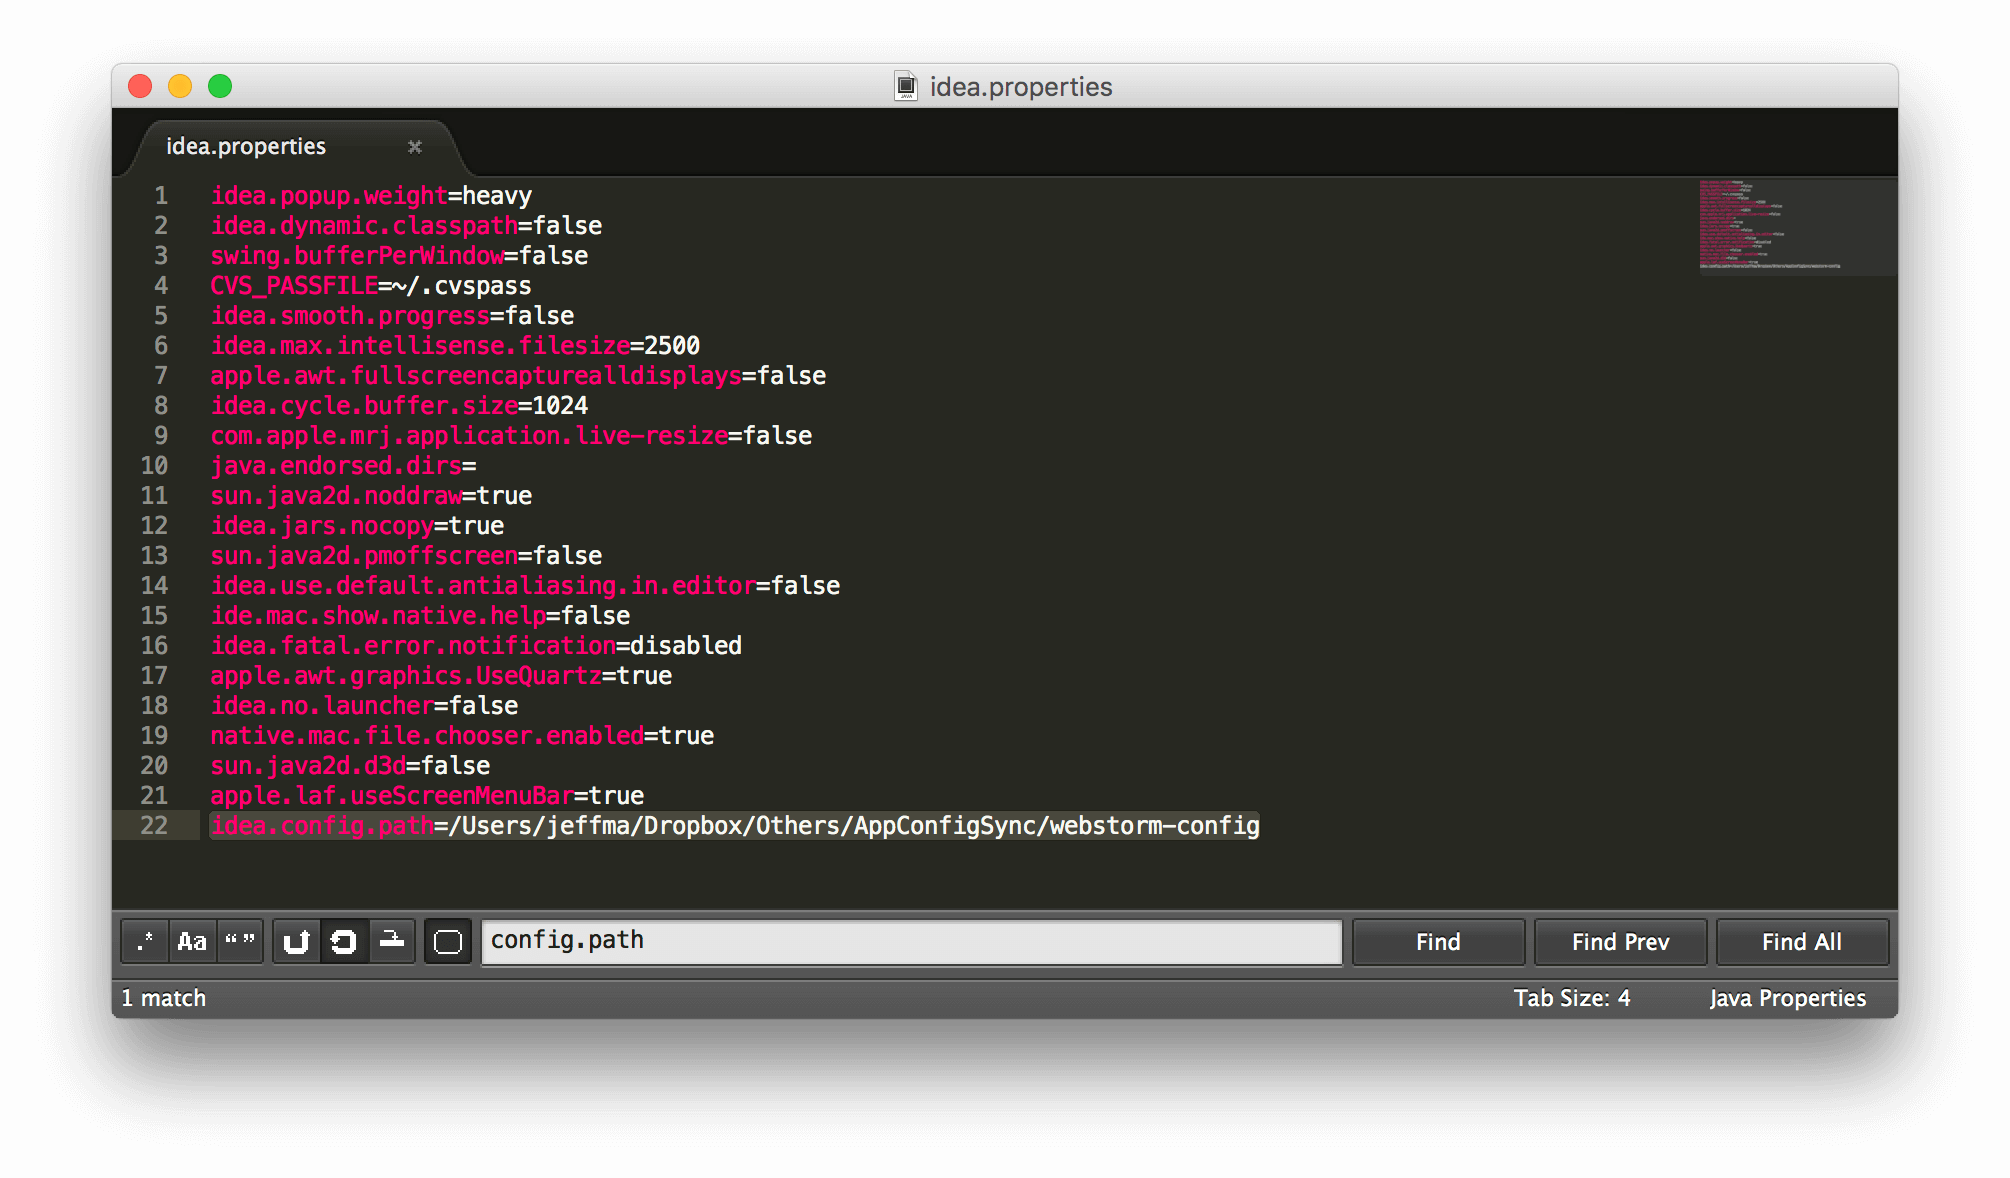 idea.properties
idea.properties
1 idea.popup.weight=heavy
2 idea.dynamic.classpath=false
3 swing.bufferPerWindow=false
4 CVS_PASSFILE=~/.cvspass
5 idea.smooth.progress=false
6 idea.max.intellisense.filesize=2500
7 apple.awt.fullscreencapturealldisplays=false
8 idea.cycle.buffer.size=1024
9 com.apple.mrj.application.live-resize=false
10 java.endorsed.dirs=
11 sun.java2d.noddraw=true
12 idea.jars.nocopy=true
13 sun.java2d.pmoffscreen=false
14 idea.use.default.antialiasing.in.editor=false
15 ide.mac.show.native.help=false
16 idea.fatal.error.notification=disabled
17 apple.awt.graphics.UseQuartz=true
18 idea.no.launcher=false
19 native.mac.file.chooser.enabled=true
20 sun.java2d.d3d=false
21 apple.laf.useScreenMenuBar=true
22 idea.config.path=/Users/jeffma/Dropbox/Others/AppConfigSync/webstorm-config
.* Aa “ ” config.path Find Find Prev Find All
1 match Tab Size: 4 Java Properties